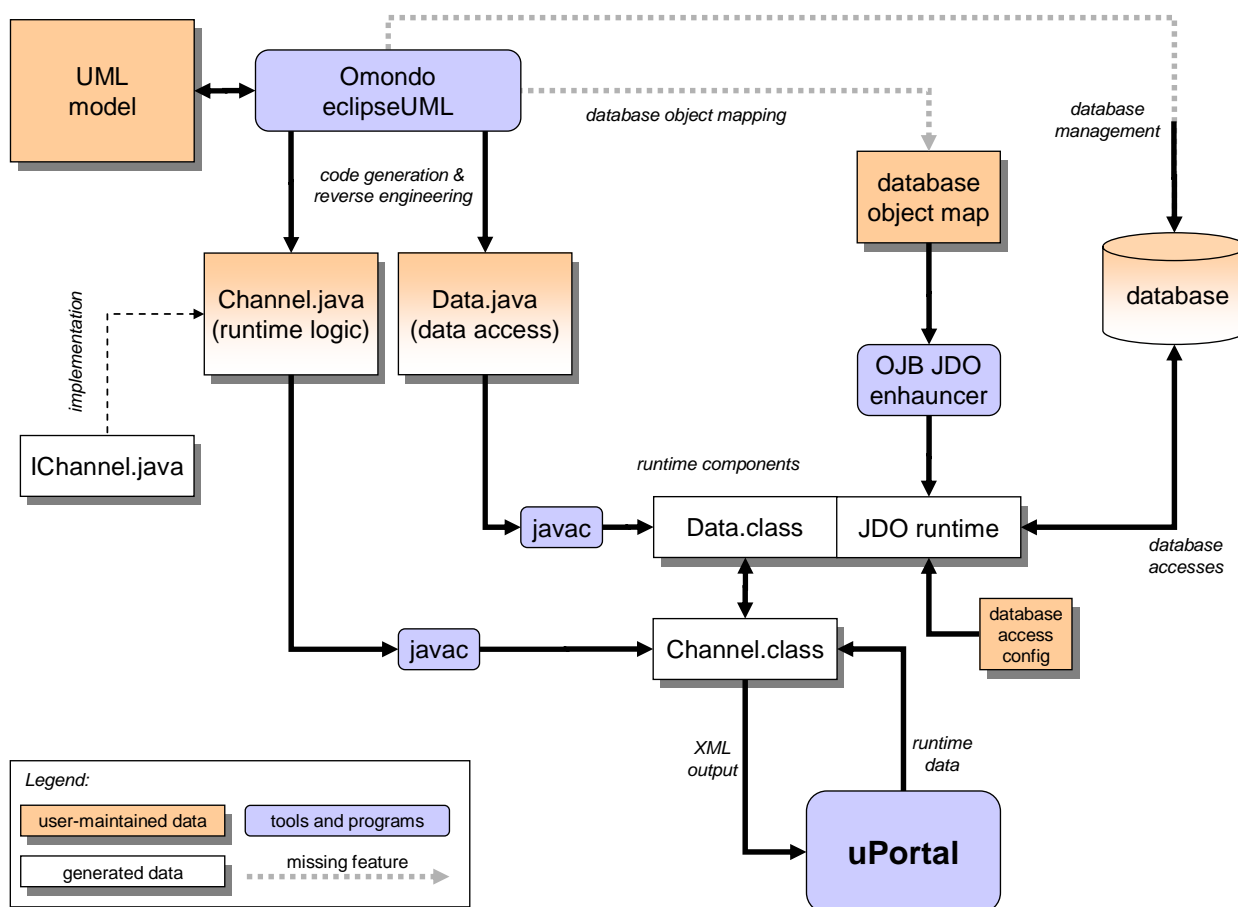 UML
model
Omondo
eclipseUML
database object mapping
database
management
code generation &
reverse engineering
database
object map
Channel.java
(runtime logic)
Data.java
(data access)
database
implementation
OJB JDO
enhauncer
IChannel.java
runtime components
javac
Data.class
JDO runtime
database
accesses
database
access
config
javac
Channel.class
XML
output
runtime
data
uPortal
Legend:
user-maintained data
tools and programs
generated data
missing feature